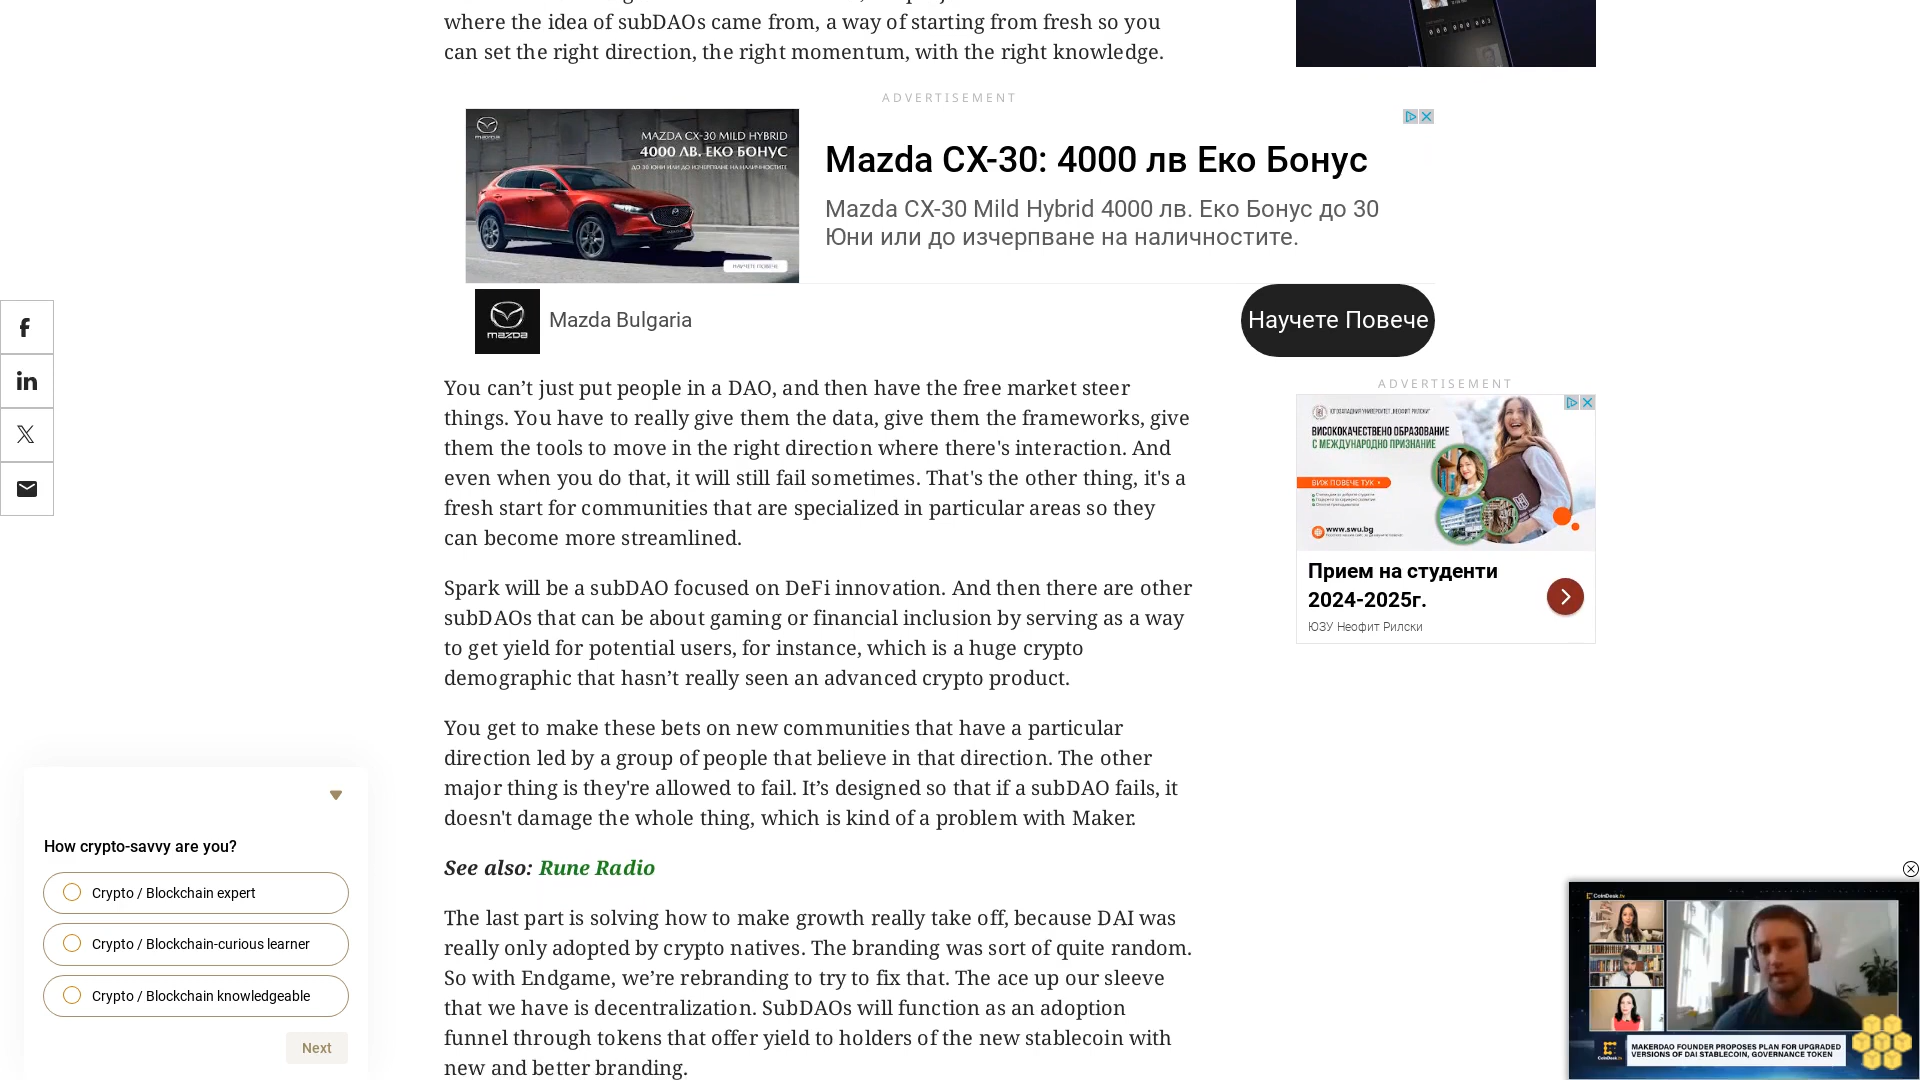 where the idea of subDAOs came from, a way of starting from fresh so you
can set the right direction, the right momentum, with the right knowledge.
ADVERTISEMENT
mazda
MAZDA CX-30 MILD HYBRID
4000 ЛВ. ЕКО БОНУС
ДО 30 ЮНИ ИЛИ ДО ИЗЧЕРПВАНЕ НА НАЛИЧНОСТИТЕ
НАУЧЕТЕ ПОВЕЧЕ
Mazda CX-30: 4000 лв Еко Бонус
Mazda CX-30 Mild Hybrid 4000 лв. Еко Бонус до 30
Юни или до изчерпване на наличностите.
mazda
Mazda Bulgaria
Научете Повече
You can’t just put people in a DAO, and then have the free market steer
things. You have to really give them the data, give them the frameworks, give
them the tools to move in the right direction where there's interaction. And
even when you do that, it will still fail sometimes. That's the other thing, it's a
fresh start for communities that are specialized in particular areas so they
can become more streamlined.
Spark will be a subDAO focused on DeFi innovation. And then there are other
subDAOs that can be about gaming or financial inclusion by serving as a way
to get yield for potential users, for instance, which is a huge crypto
demographic that hasn’t really seen an advanced crypto product.
You get to make these bets on new communities that have a particular
direction led by a group of people that believe in that direction. The other
major thing is they're allowed to fail. It’s designed so that if a subDAO fails, it
doesn't damage the whole thing, which is kind of a problem with Maker.
See also: Rune Radio
The last part is solving how to make growth really take off, because DAI was
really only adopted by crypto natives. The branding was sort of quite random.
So with Endgame, we’re rebranding to try to fix that. The ace up our sleeve
that we have is decentralization. SubDAOs will function as an adoption
funnel through tokens that offer yield to holders of the new stablecoin with
new and better branding.
ADVERTISEMENT
ЮГОЗАПАДНИЯ УНИВЕРСИТЕТ "НЕОФИТ РИЛСКИ"
ВИСОКОКАЧЕСТВЕНО ОБРАЗОВАНИЕ
С МЕЖДУНАРОДНО ПРИЗНАНИЕ
ВИЖ ПОВЕЧЕ ТУК
www.swu.bg
Прием на студенти
2024-2025г.
ЮЗУ Неофит Рилски
How crypto-savvy are you?
Crypto / Blockchain expert
Crypto / Blockchain-curious learner
Crypto / Blockchain knowledgeable
Next
CoinDesk.tv
MAKERDAO FOUNDER PROPOSES PLAN FOR UPGRADED
VERSIONS OF DAI STABLECOIN, GOVERNANCE TOKEN
CoinDesk.tv